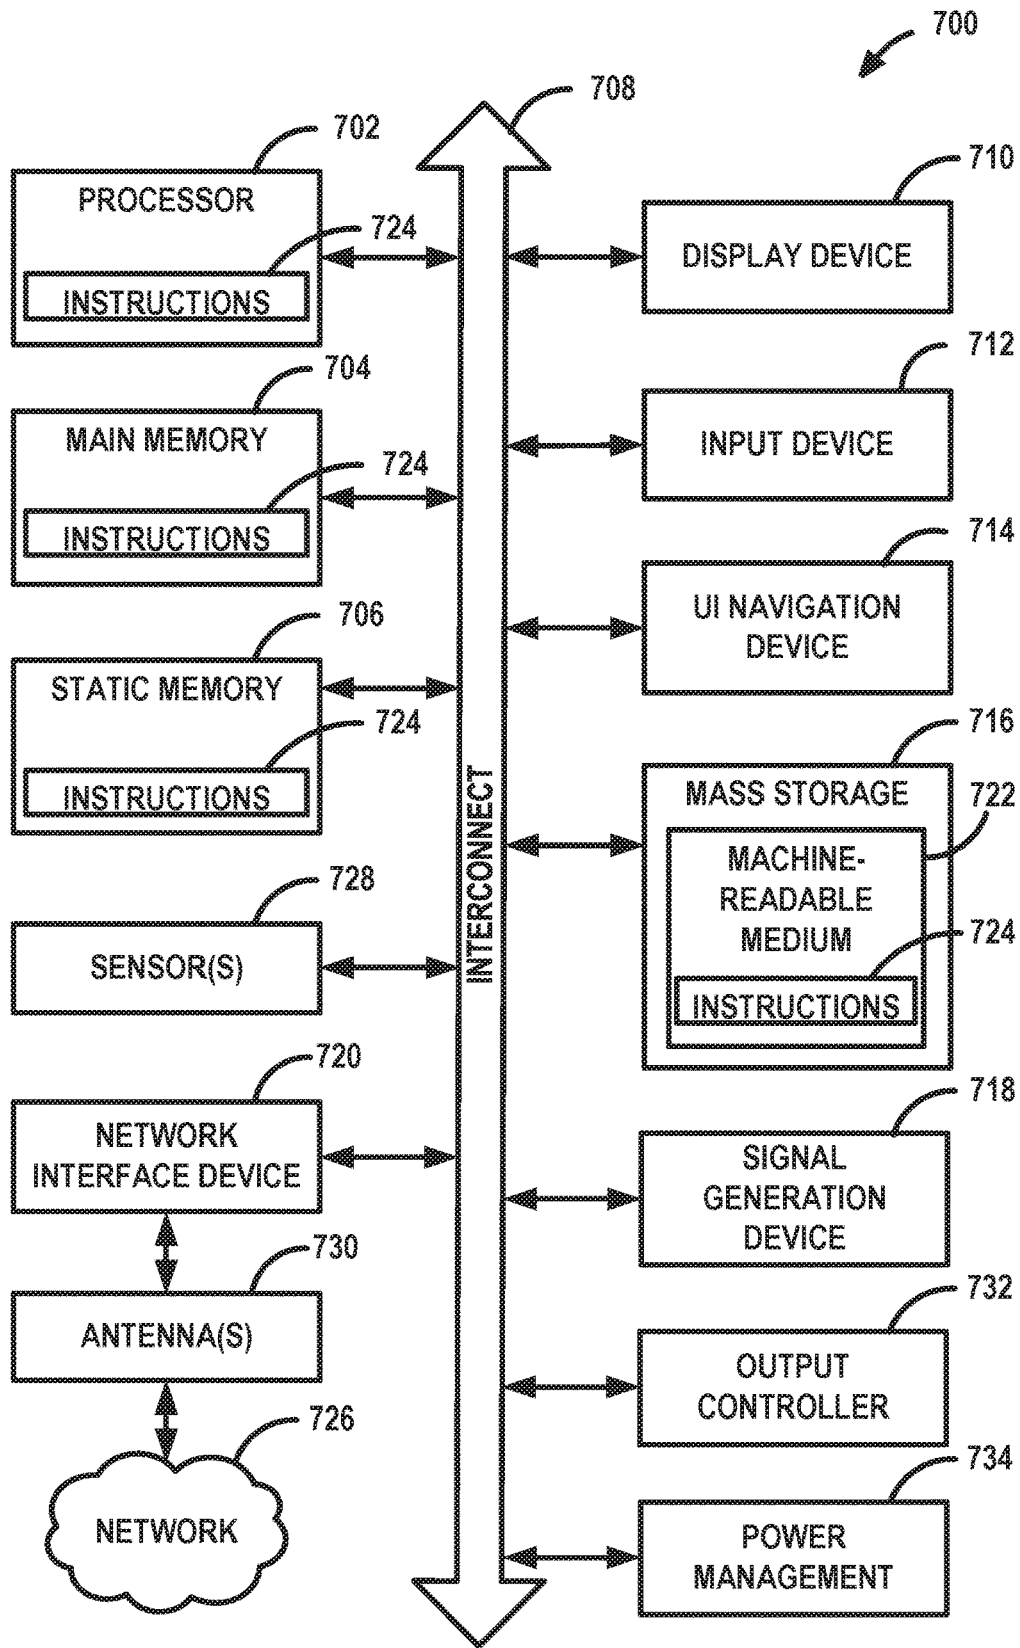 700
708
702
PROCESSOR
724
INSTRUCTIONS
704
MAIN MEMORY
724
INSTRUCTIONS
706
STATIC MEMORY
724
INSTRUCTIONS
728
SENSOR(S)
720
NETWORK
INTERFACE DEVICE
730
ANTENNA(S)
726
NETWORK
INTERCONNECT
710
DISPLAY DEVICE
712
INPUT DEVICE
714
UI NAVIGATION
DEVICE
716
MASS STORAGE
722
MACHINE-
READABLE
MEDIUM
724
INSTRUCTIONS
718
SIGNAL
GENERATION
DEVICE
732
OUTPUT
CONTROLLER
734
POWER
MANAGEMENT